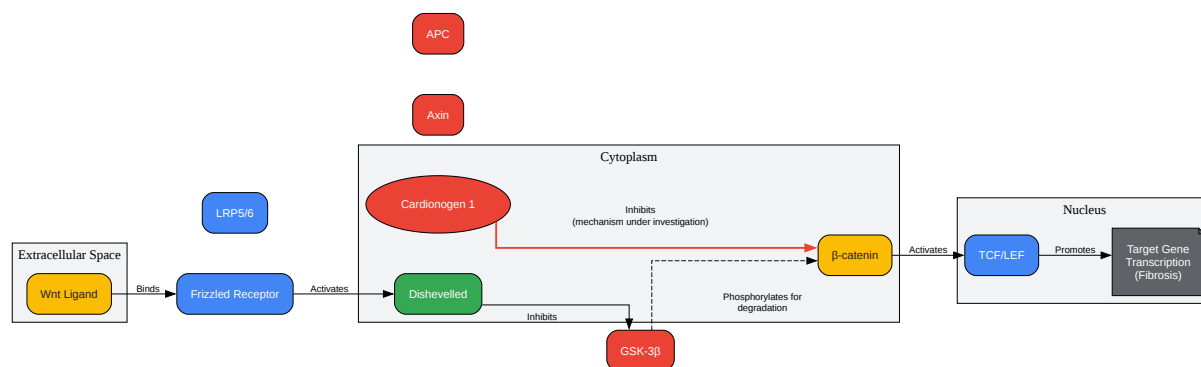 APC
Axin
Cytoplasm
Cardionogen 1
LRP5/6
Inhibits
(mechanism under investigation)
Nucleus
Extracellular Space
Wnt Ligand
Binds
Frizzled Receptor
Activates
Dishevelled
Inhibits
GSK-3β
Phosphorylates for
degradation
β-catenin
Activates
TCF/LEF
Promotes
Target Gene
Transcription
(Fibrosis)